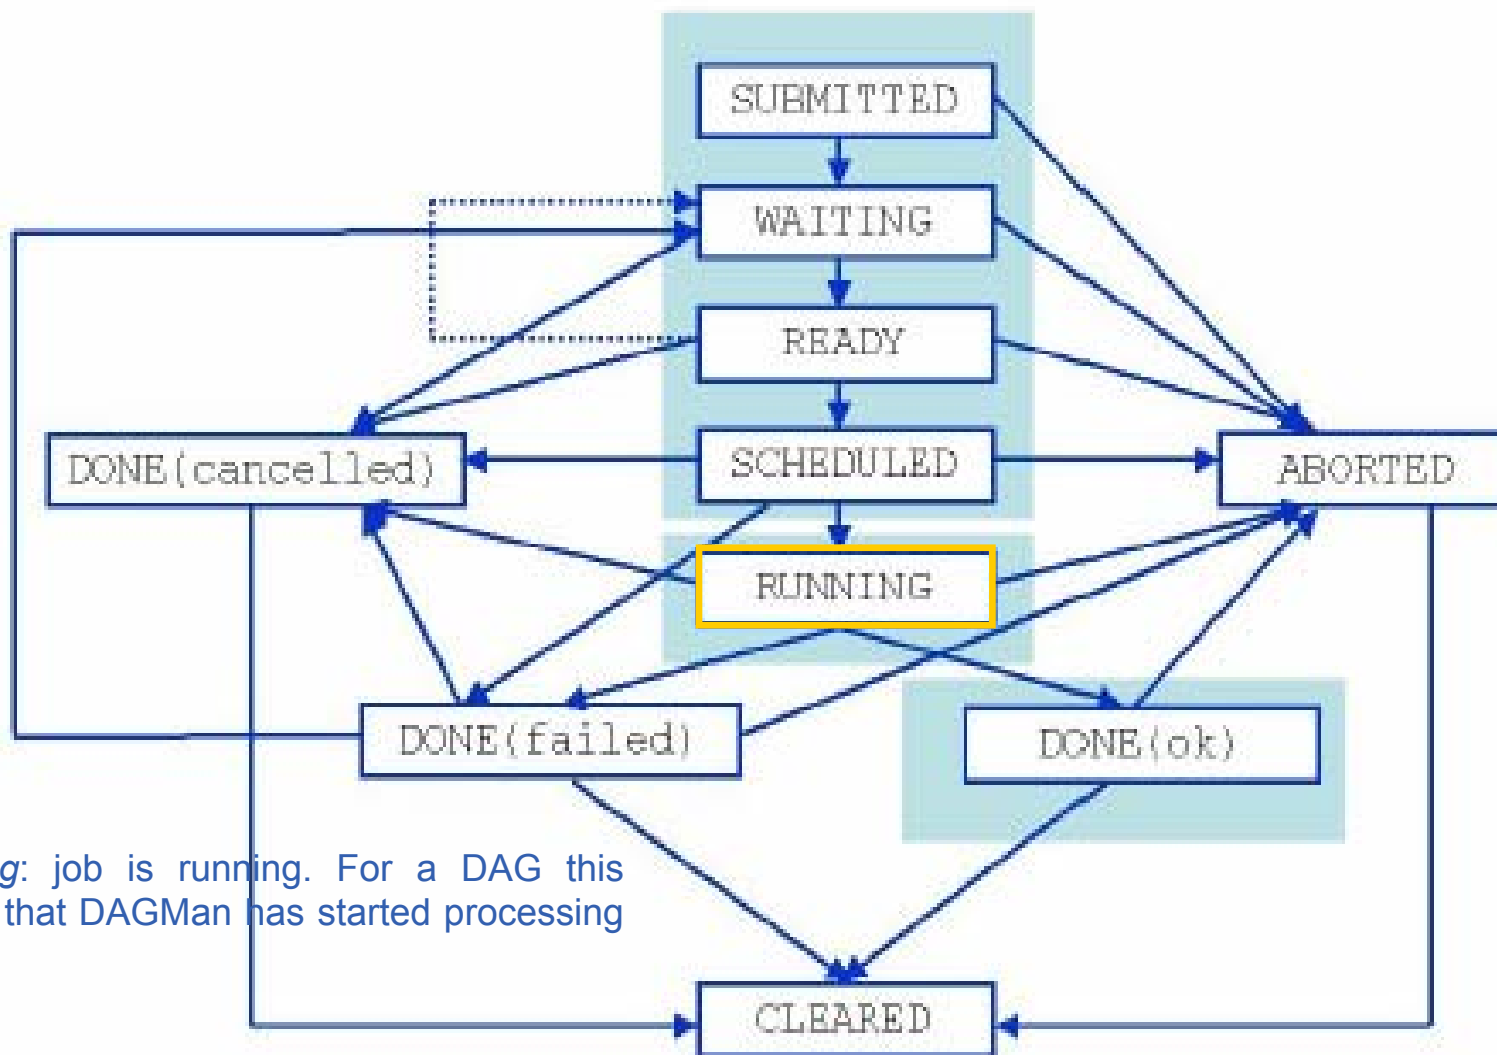 SUBMITTED
WAITING
READY
DONE(cancelled)
SCHEDULED
ABORTED
RUNNING
DONE(failed)
DONE(ok)
g: job is running. For a DAG this
that DAGMan has started processing
CLEARED